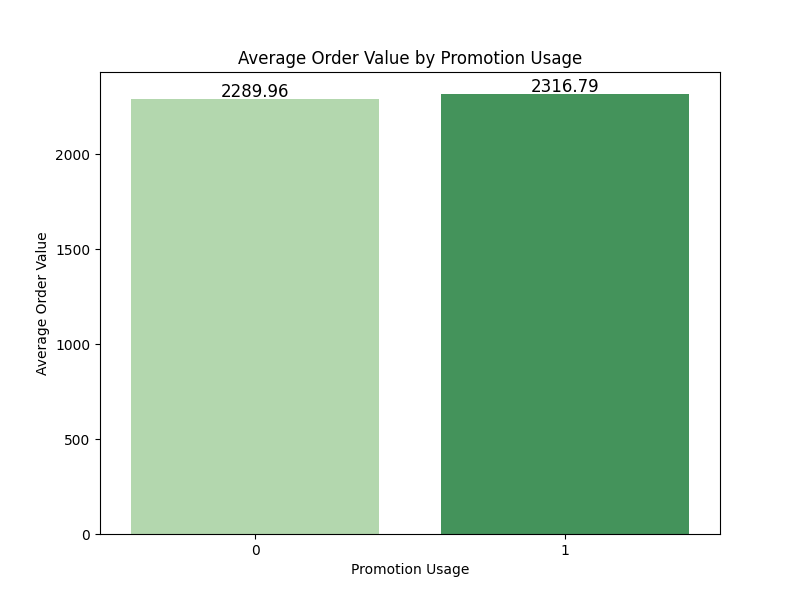 Average Order Value by Promotion Usage
2289.96
2316.79
2000
1500
1000
500
0
Average Order Value
0 1
Promotion Usage